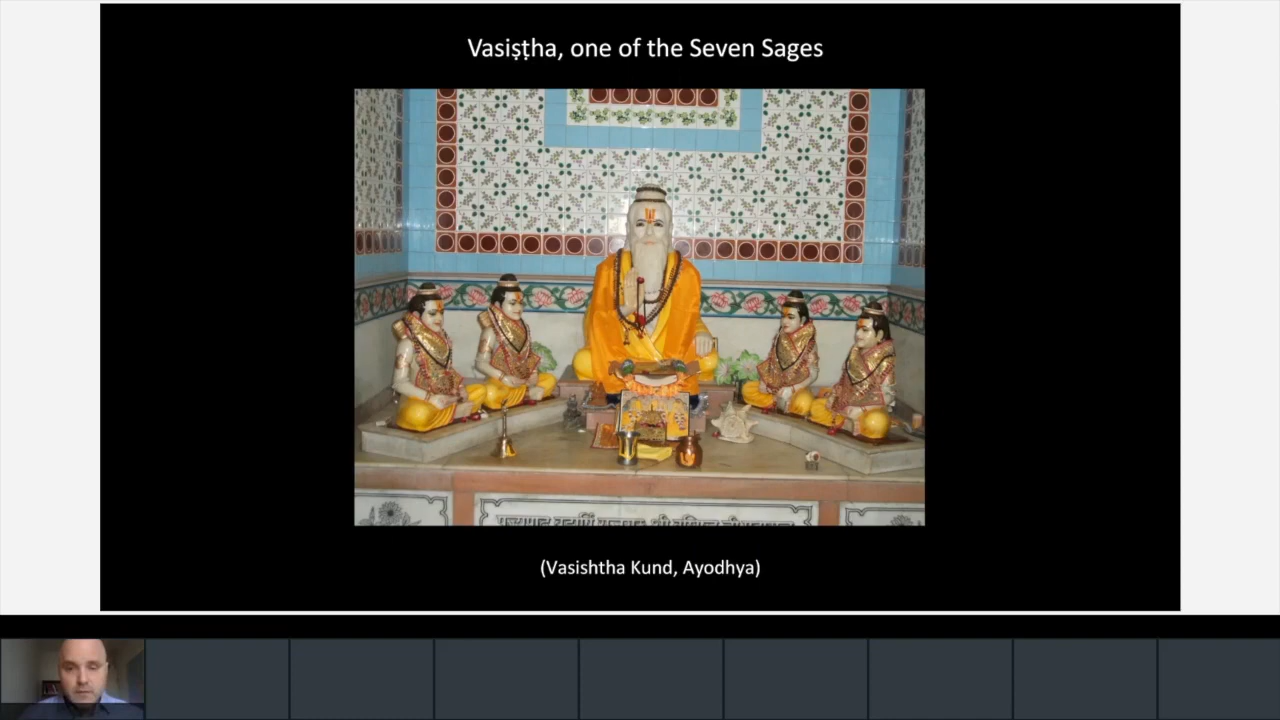 Vasiṣṭha, one of the Seven Sages
(Vasishtha Kund, Ayodhya)